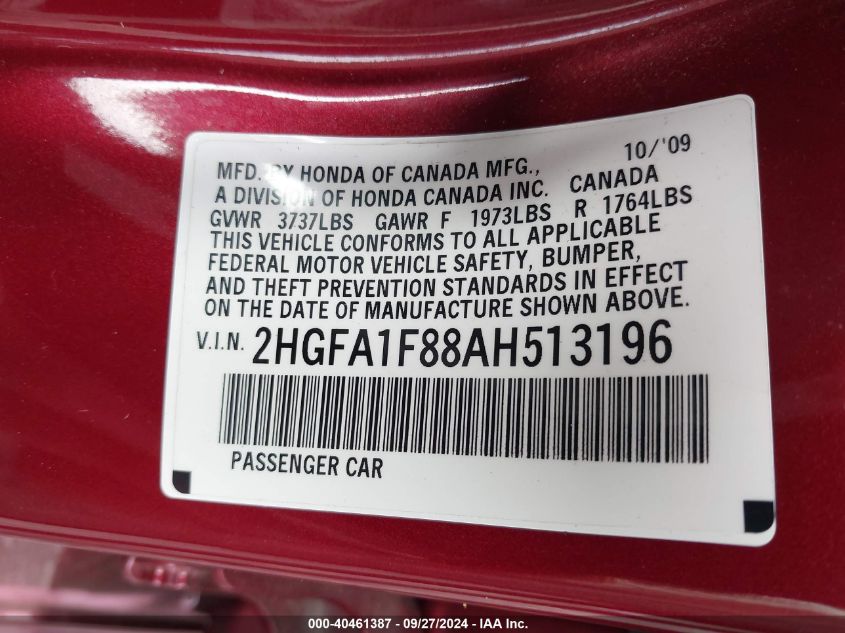 10/'09
MFD. BY HONDA OF CANADA MFG.,
A DIVISION OF HONDA CANADA INC. CANADA
GVWR 3737LBS GAWR F 1973LBS R 1764LBS
THIS VEHICLE CONFORMS TO ALL APPLICABLE
FEDERAL MOTOR VEHICLE SAFETY, BUMPER,
AND THEFT PREVENTION STANDARDS IN EFFECT
ON THE DATE OF MANUFACTURE SHOWN ABOVE.
V.I.N. 2HGFA1F88AH513196
PASSENGER CAR
000-40461387 - 09/27/2024 - IAA Inc.